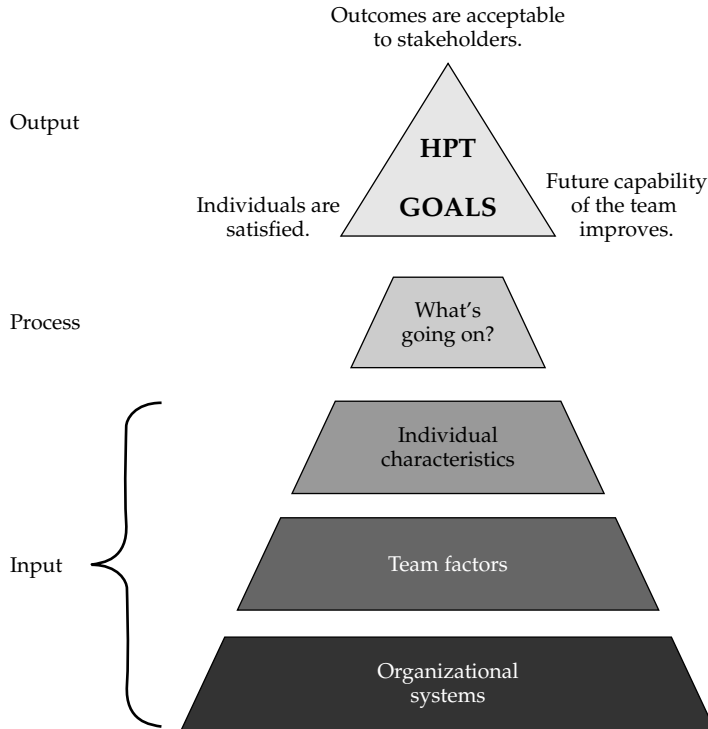 Outcomes are acceptable
to stakeholders.
Output
HPT
GOALS
Individuals are
satisfied.
Future capability
of the team
improves.
Process
What's
going on?
Individual
characteristics
Input
Team factors
Organizational
systems